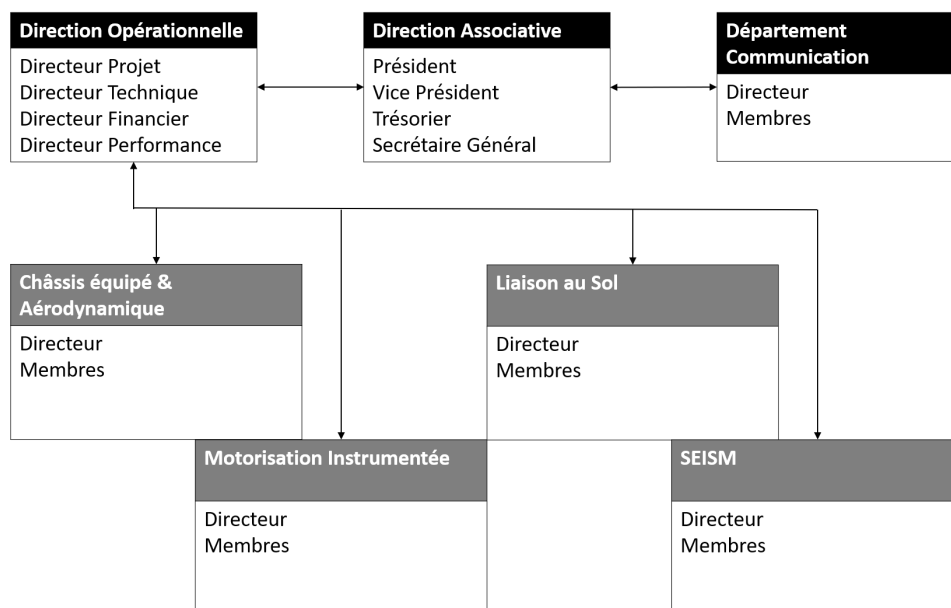 Direction Opérationnelle
Directeur Projet
Directeur Technique
Directeur Financier
Directeur Performance
Direction Associative
Président
Vice Président
Trésorier
Secrétaire Général
Département
Communication
Directeur
Membres
Châssis équipé &
Aérodynamique
Directeur
Membres
Liaison au Sol
Directeur
Membres
Motorisation Instrumentée
Directeur
Membres
SEISM
Directeur
Membres